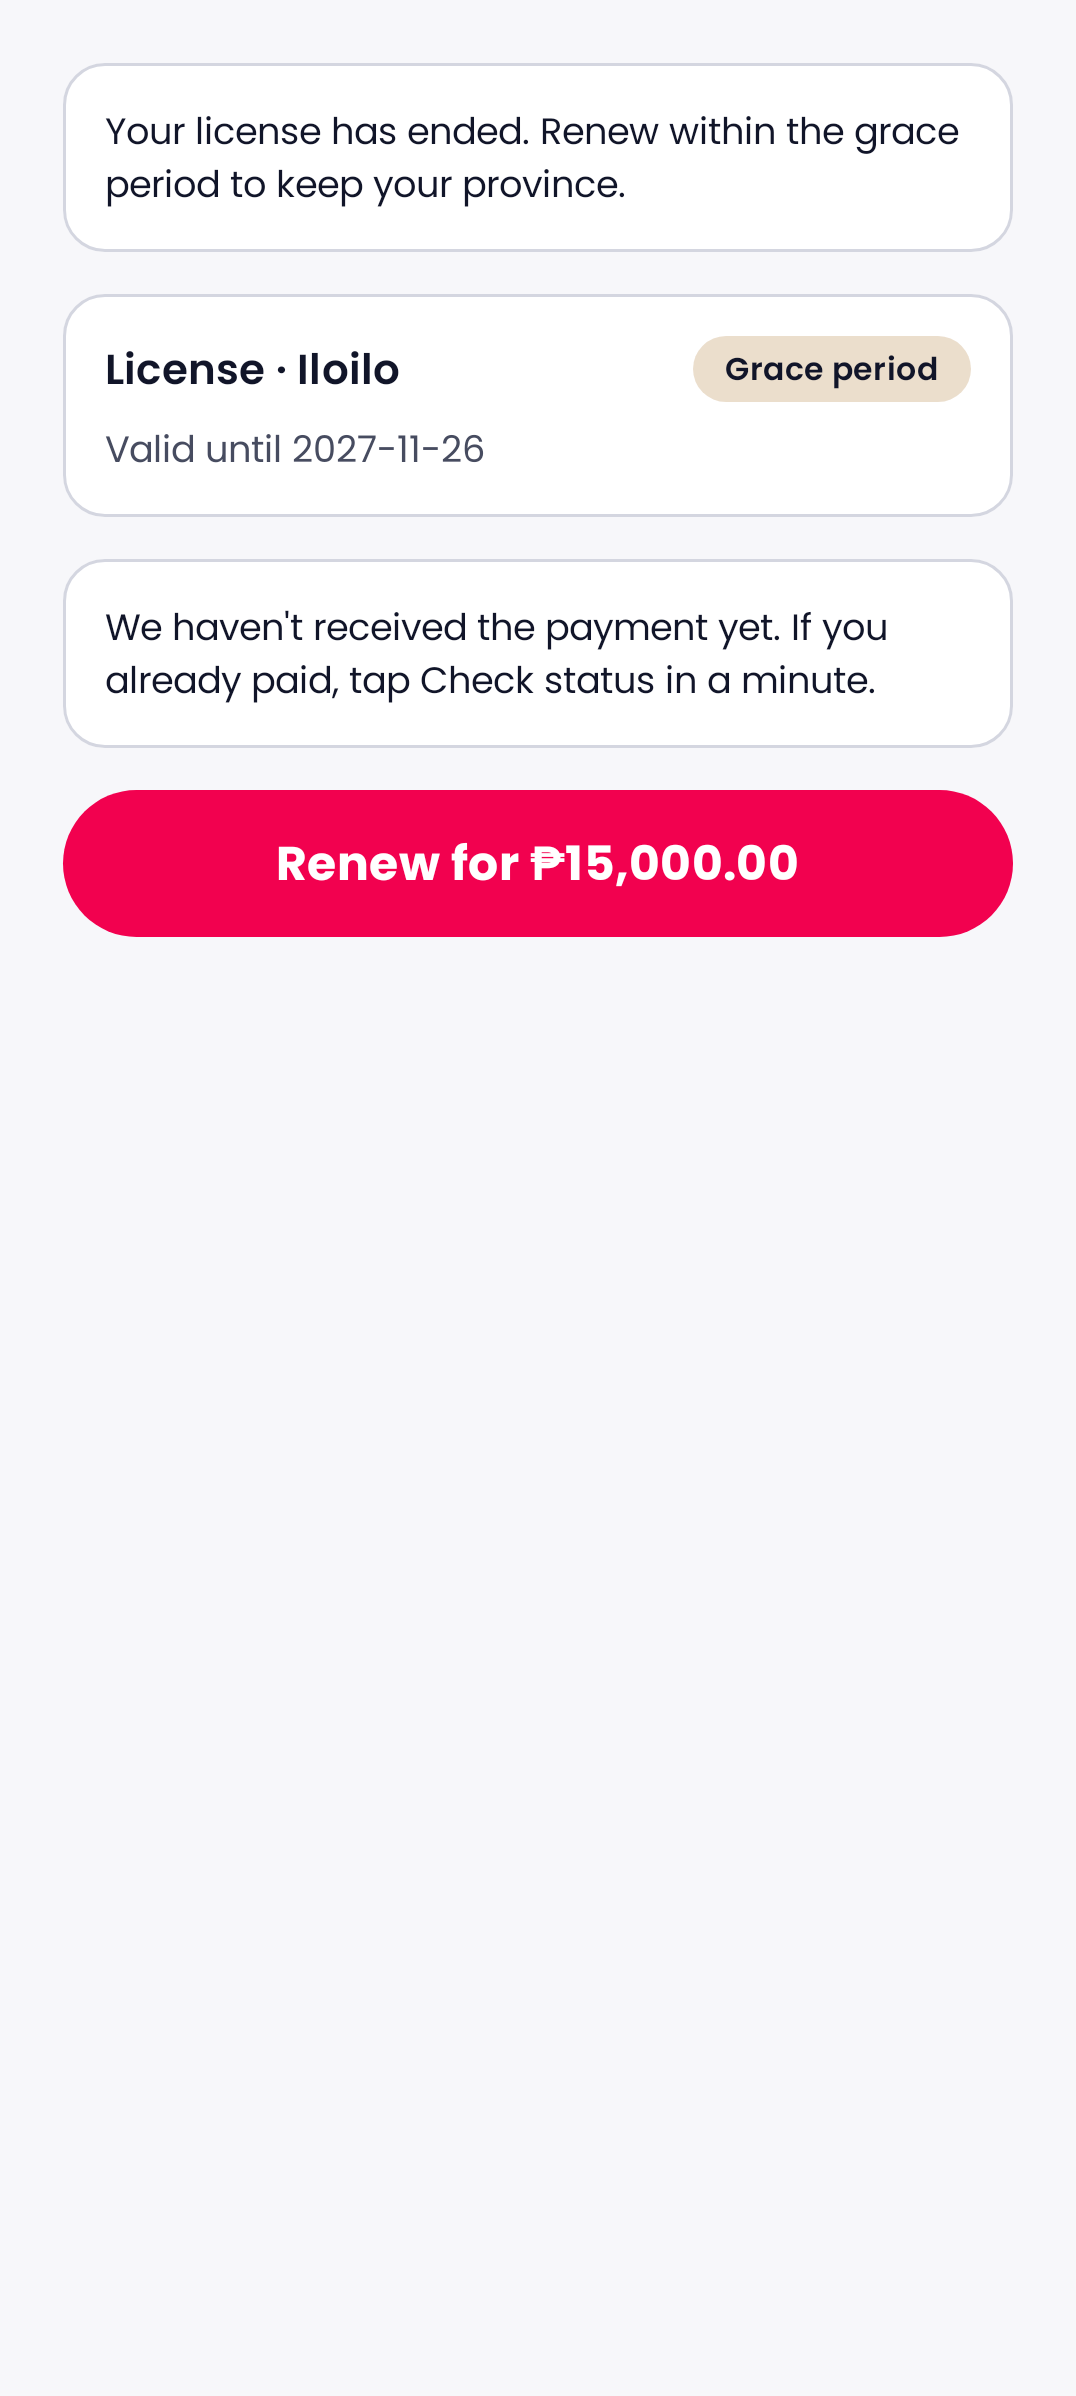 Your license has ended. Renew within the grace
period to keep your province.
License · Iloilo
Grace period
Valid until 2027-11-26
We haven't received the payment yet. If you
already paid, tap Check status in a minute.
Renew for ₱15,000.00